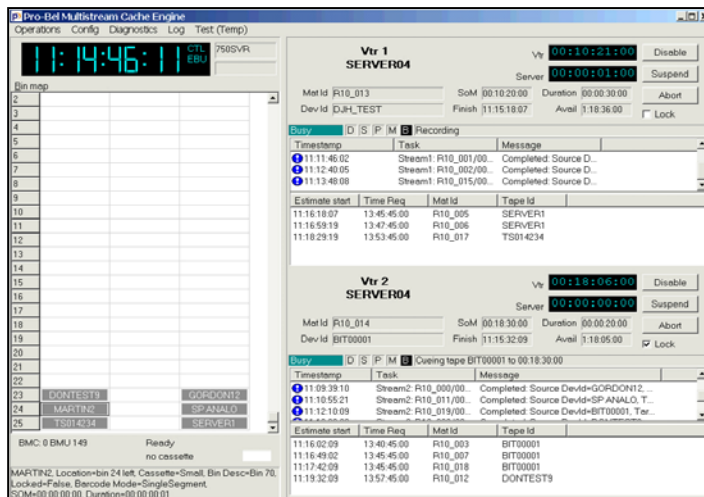 Pro-Bel Multistream Cache Engine
Operations Config Diagnostics Log Test (Temp)
11:14:46:11 CTL EBU 750SVR
Bin map
2
3
4
5
6
7
8
9
10
11
12
13
14
15
16
17
18
19
20
21
22
23 DONTEST9 GORDON12
24 MARTIN2 SP ANALO
25 TS014234 SERVER1
BMC: 0 BMU 149 Ready
no cassette
MARTIN2, Location=bin 24 left, Cassette=Small, Bin Desc=Bin 70,
Locked=False, Barcode Mode=SingleSegment,
SOM=00:00:00:00, Duration=00:00:00:01
Vtr 1
SERVER04
Vtr 00:10:21:00 Disable
Server 00:00:01:00 Suspend
Mat Id R10_013 SoM 00:10:20:00 Duration 00:00:30:00 Abort
Dev Id DJH_TEST Finish 11:15:18:07 Avail 1:18:36:00 Lock
Busy D S P M B Recording
Timestamp Task Message
11:11:46:02 Stream1: R10_001/00... Completed: Source D...
11:12:40:05 Stream1: R10_002/00... Completed: Source D...
11:13:48:08 Stream1: R10_015/00... Completed: Source D...
Estimate start Time Req Mat Id Tape Id
11:16:18:07 13:45:45:00 R10_005 SERVER1
11:16:59:19 13:47:45:00 R10_006 SERVER1
11:18:29:19 13:53:45:00 R10_017 TS014234
Vtr 2
SERVER04
Vtr 00:18:06:00 Disable
Server 00:00:00:00 Suspend
Mat Id R10_014 SoM 00:18:30:00 Duration 00:00:20:00 Abort
Dev Id BIT00001 Finish 11:15:32:09 Avail 1:18:05:00 Lock
Busy D S P M B Cueing tape BIT00001 to 00:18:30:00
Timestamp Task Message
11:09:39:10 Stream2: R10_000/00... Completed: Source DevId=GORDON12, ...
11:10:55:21 Stream2: R10_011/00... Completed: Source DevId=SP ANALO, T...
11:12:10:09 Stream2: R10_019/00... Completed: Source DevId=BIT00001, Tar...
Estimate start Time Req Mat Id Tape Id
11:16:02:09 13:40:45:00 R10_003 BIT00001
11:16:49:02 13:45:45:00 R10_007 BIT00001
11:17:42:09 13:45:45:00 R10_018 BIT00001
11:19:32:09 13:57:45:00 R10_012 DONTEST9